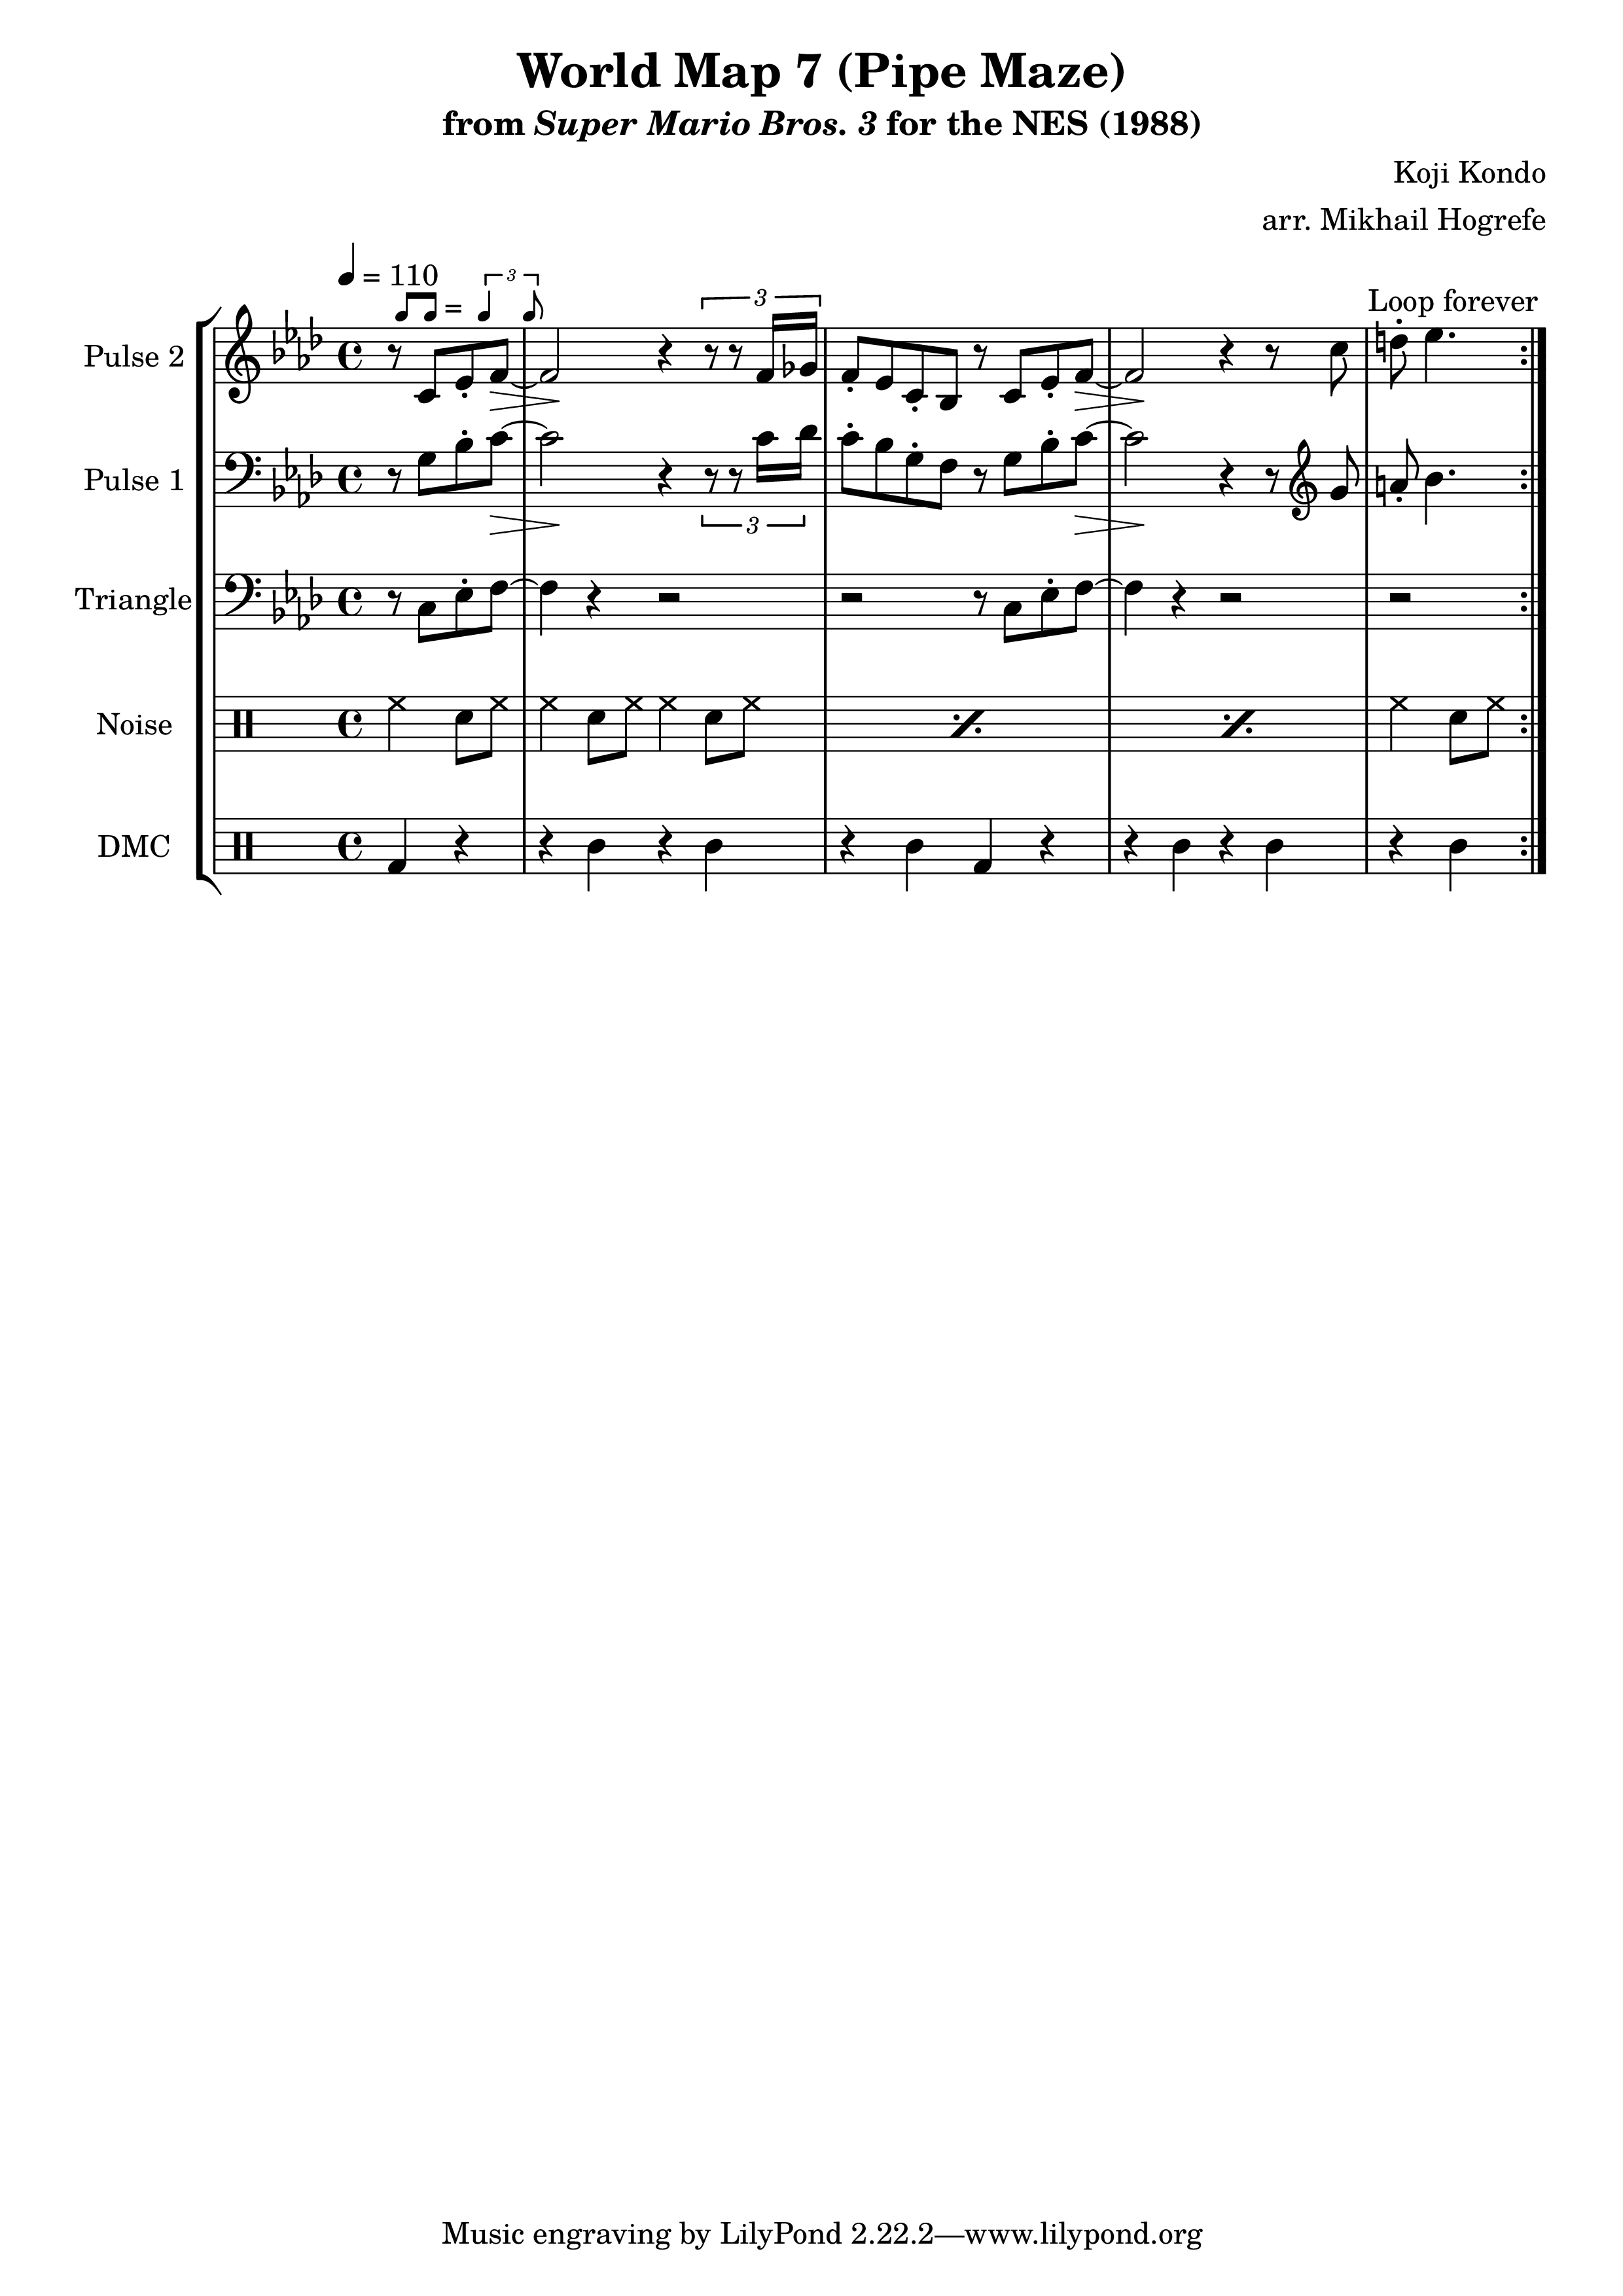 World Map 7 (Pipe Maze)
from Super Mario Bros. 3 for the NES (1988)
Koji Kondo
arr. Mikhail Hogrefe
= 110
3
=
3
Loop forever
Pulse 2
Pulse 1
3
Triangle
Noise
DMC
Music engraving by LilyPond 2.22.2—www.lilypond.org